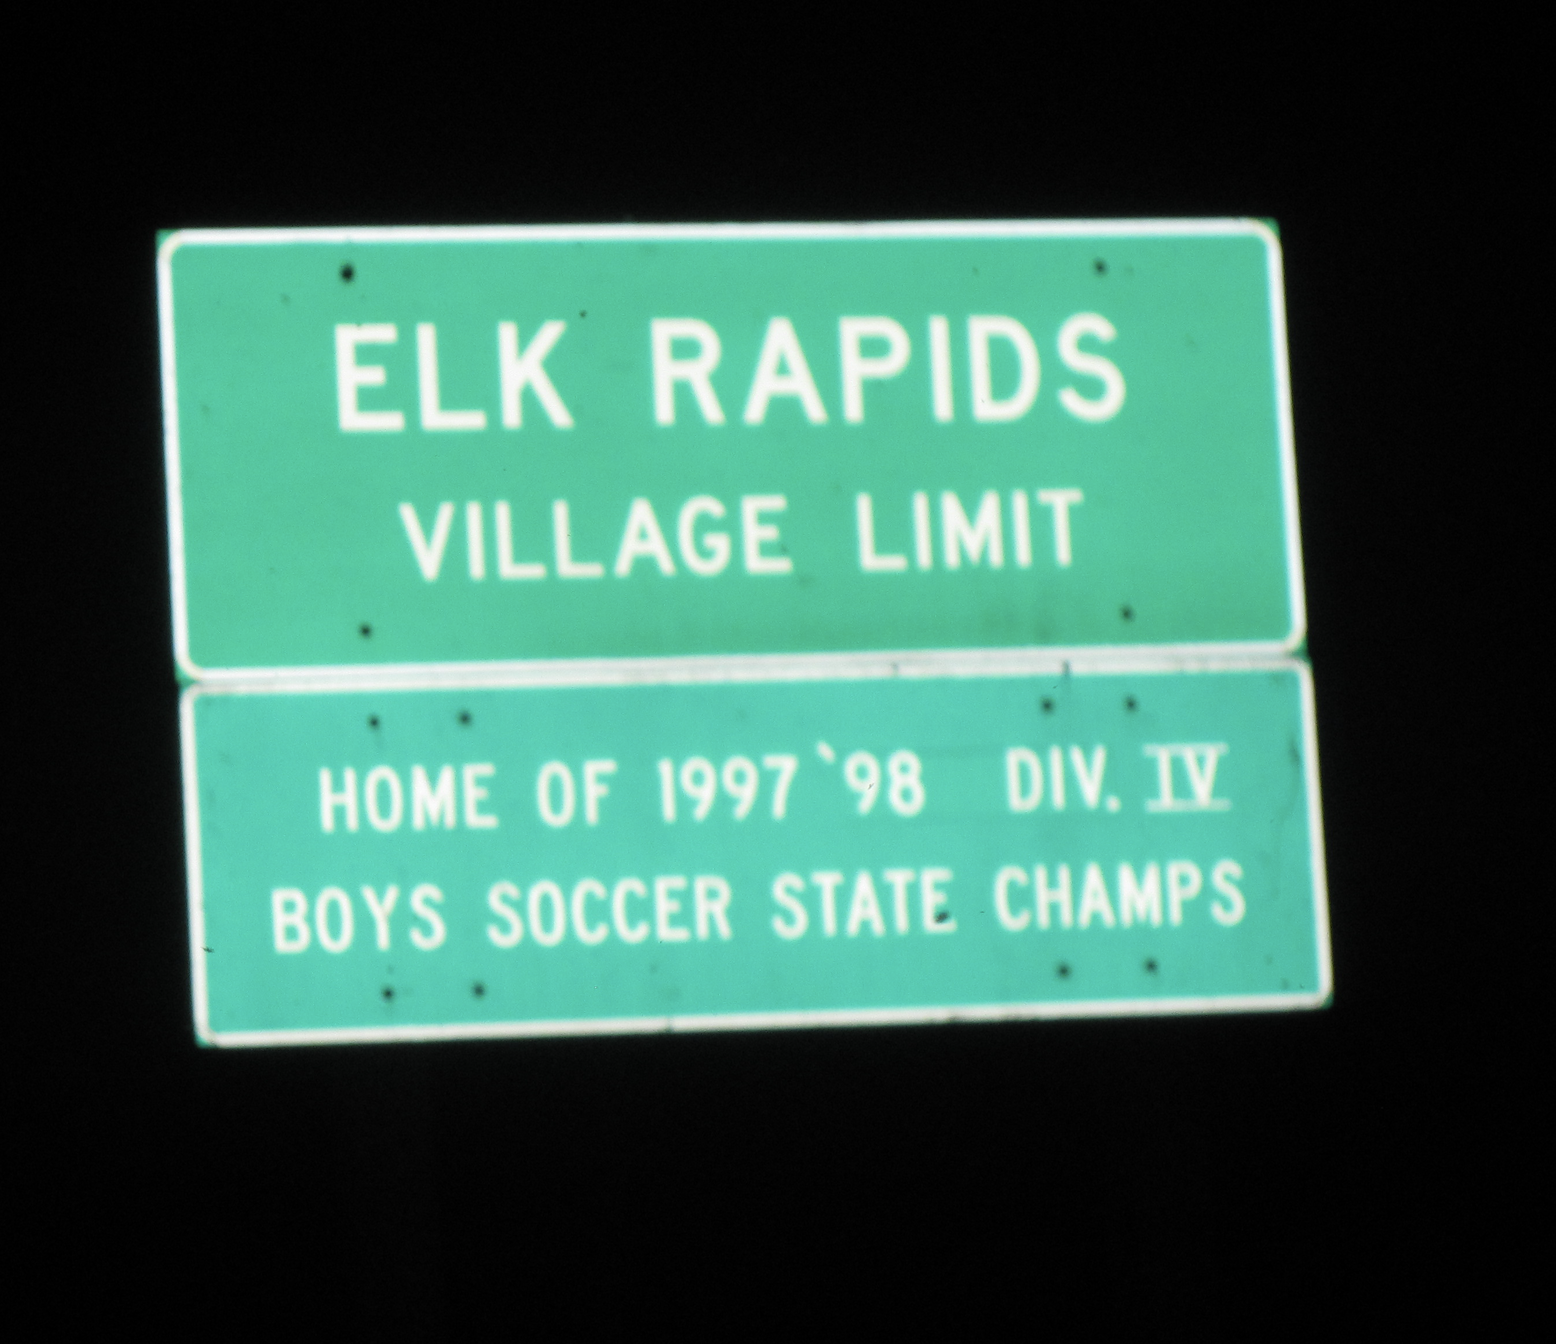 ELK RAPIDS
VILLAGE LIMIT
HOME OF 1997 `98 DIV. IV
BOYS SOCCER STATE CHAMPS